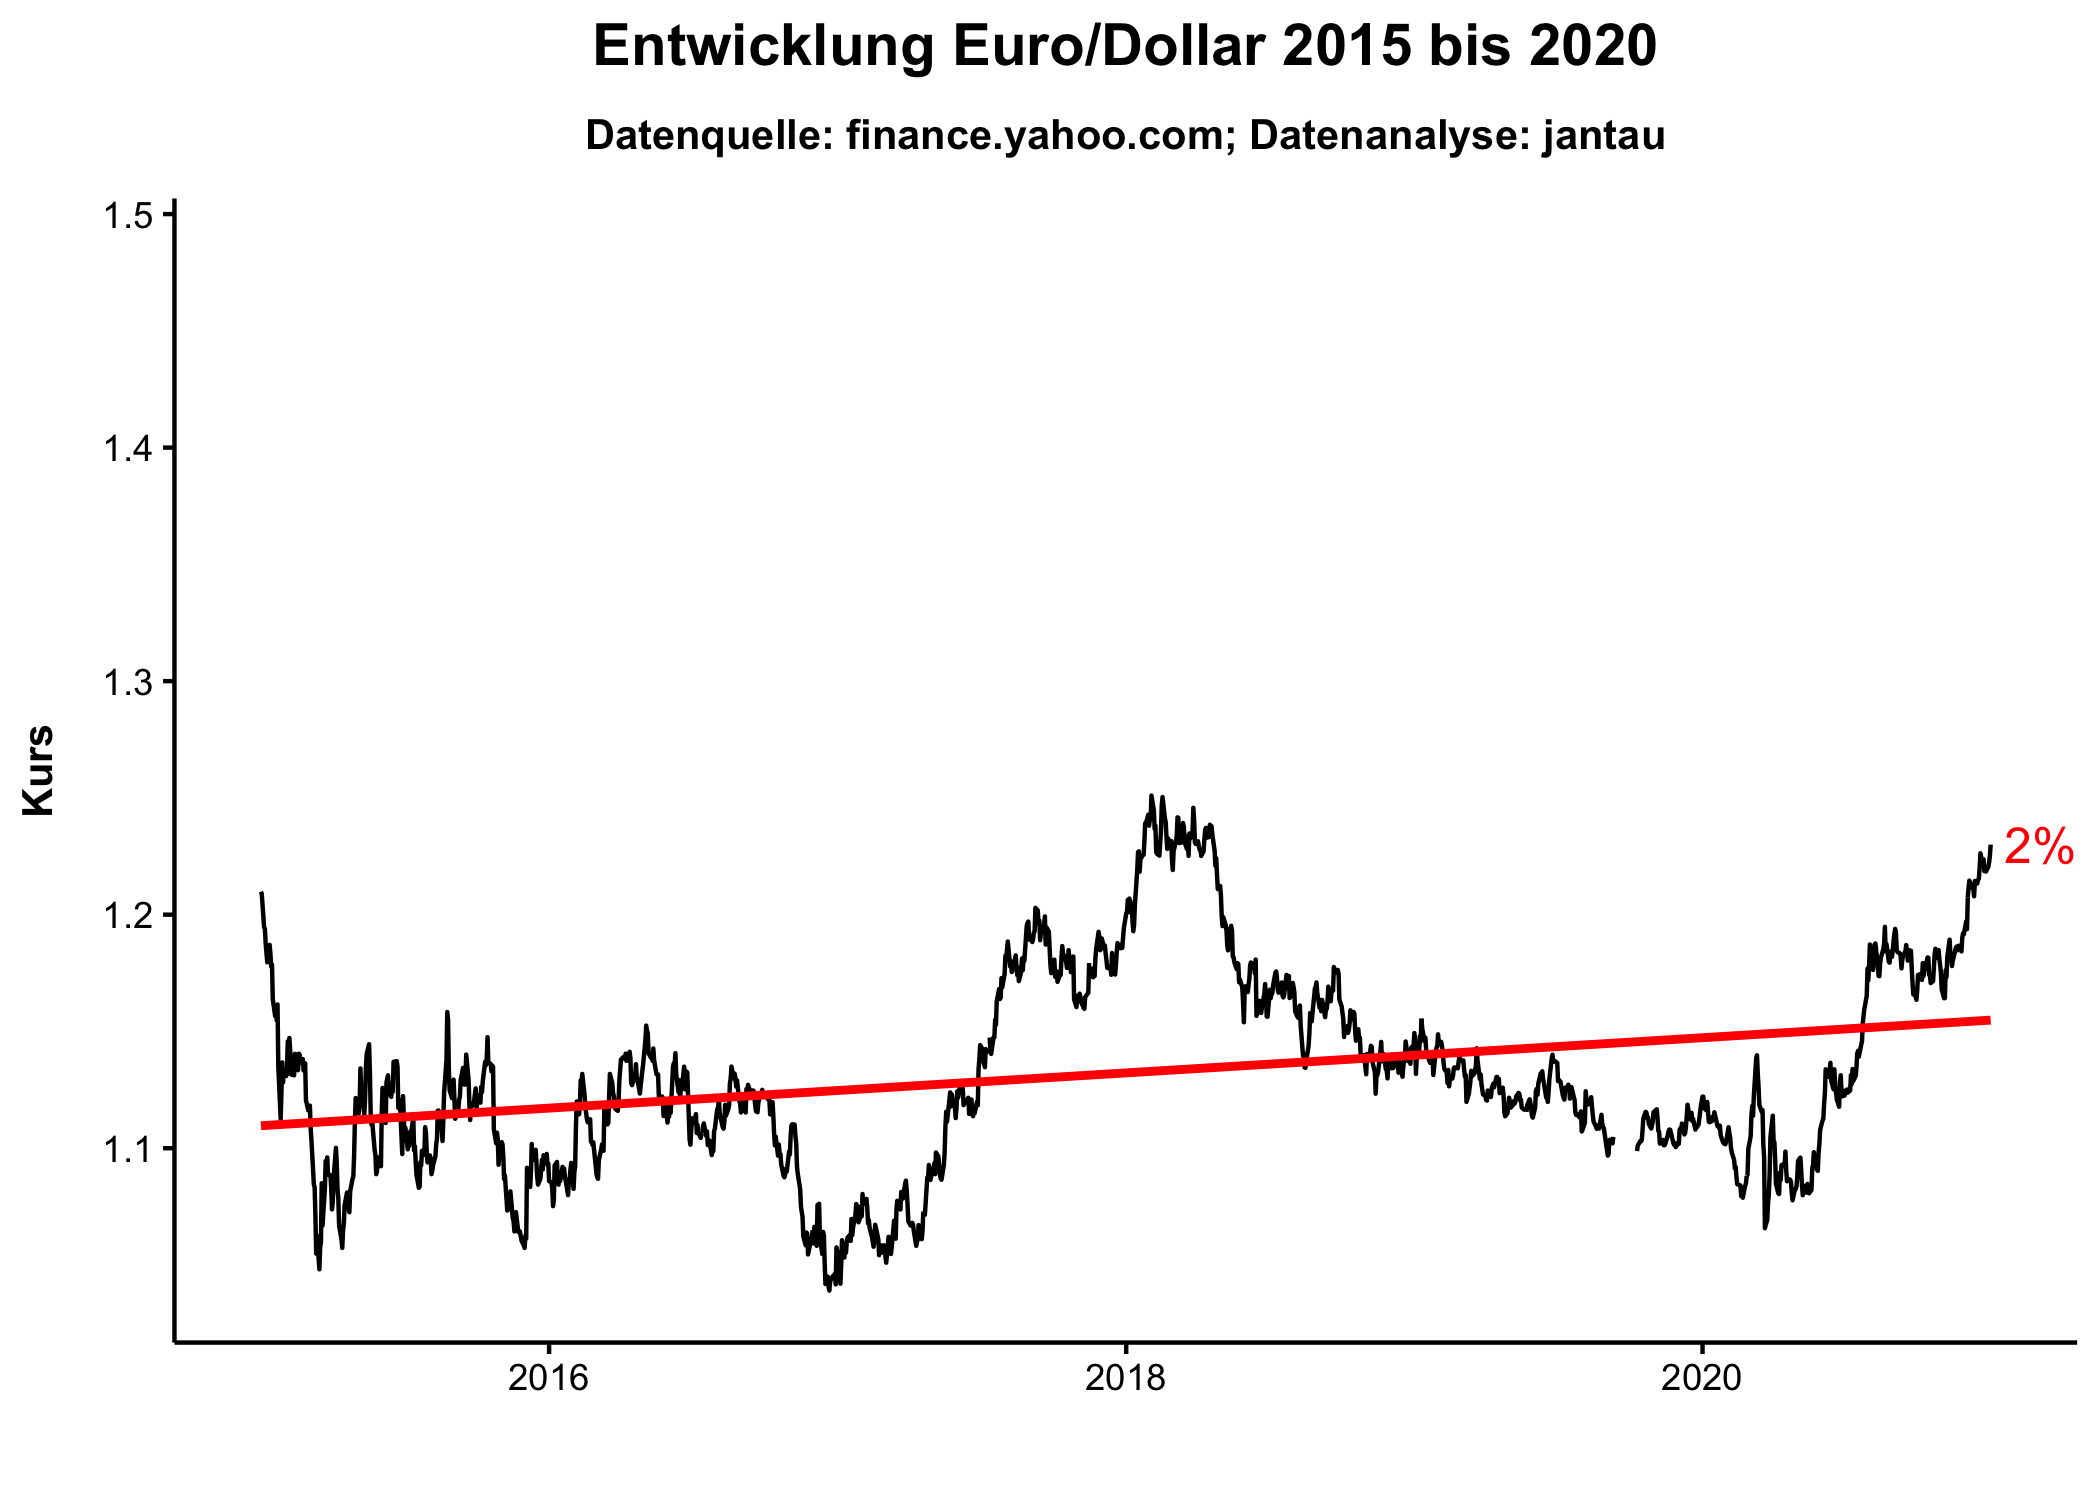 Entwicklung Euro/Dollar 2015 bis 2020
Datenquelle: finance.yahoo.com; Datenanalyse: jantau
1.5
1.4
1.3
Kurs
2%
1.2
1.1
2016 2018 2020